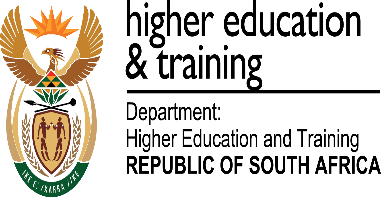 higher education
& training
Department:
Higher Education and Training
REPUBLIC OF SOUTH AFRICA